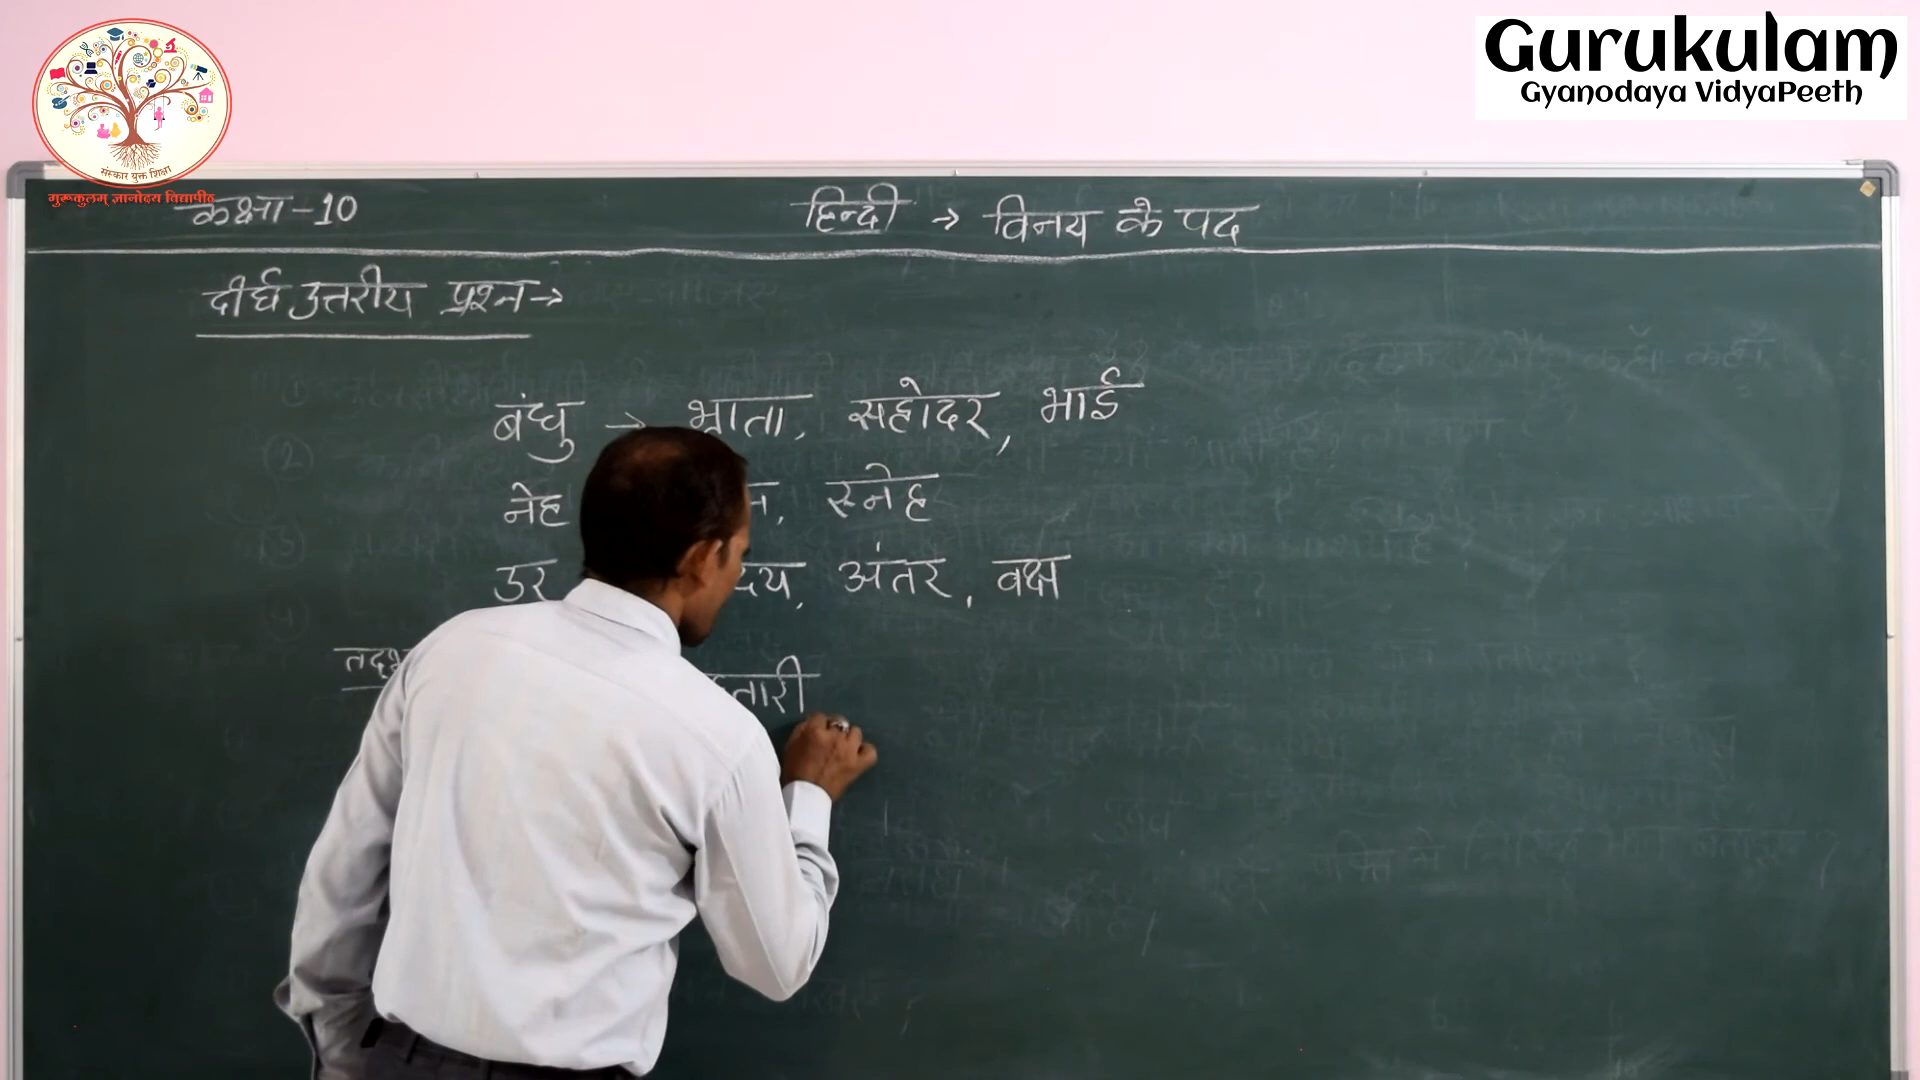 Gurukulam
Gyanodaya VidyaPeeth
संस्कार युक्त शिक्षा
गुरूकुलम् ज्ञानोदय विद्यापीठ
कक्षा - 10 हिन्दी → विनय के पद
दीर्घ उत्तरीय प्रश्न →
बंधु → भ्राता, सहोदर, भाई
नेह स्नेह
उर अंतर, वक्ष